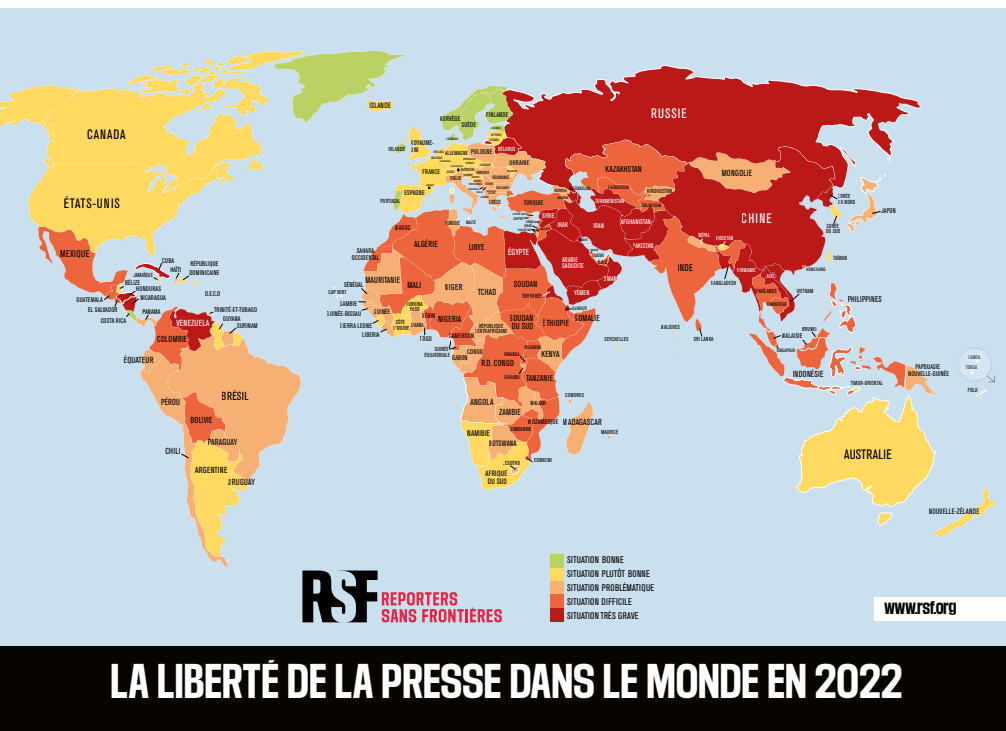 CANADA
ÉTATS-UNIS
MEXIQUE
CUBA
JAMAÏQUE
HAÏTI
RÉPUBLIQUE
DOMINICAINE
BÉLIZE
HONDURAS
GUATEMALA
NICARAGUA
EL SALVADOR
COSTA RICA
PANAMA
O.E.C.O
TRINITÉ-ET-TOBAGO
GUYANA
SURINAM
VENEZUELA
COLOMBIE
ÉQUATEUR
PÉROU
BRÉSIL
BOLIVIE
PARAGUAY
CHILI
ARGENTINE
URUGUAY
ISLANDE
NORVÈGE
SUÈDE
FINLANDE
IRLANDE
ROYAUME-
UNI
ALLEMAGNE
POLOGNE
BELARUS
UKRAINE
FRANCE
ITALIE
ESPAGNE
PORTUGAL
GRÈCE
TURQUIE
RUSSIE
KAZAKHSTAN
MONGOLIE
CHINE
CORÉE
DU NORD
CORÉE
DU SUD
JAPON
TAÏWAN
HONG KONG
TURKMÉNISTAN
KIRGHIZSTAN
AFGHANISTAN
PAKISTAN
NÉPAL
BHOUTAN
INDE
BANGLADESH
BIRMANIE
LAOS
THAÏLANDE
VIETNAM
CAMBODGE
PHILIPPINES
MALAISIE
BRUNEI
SINGAPOUR
INDONÉSIE
TIMOR-ORIENTAL
PAPOUASIE
NOUVELLE-GUINÉE
SAMOA
TONGA
FIDJI
MALDIVES
SRI LANKA
SYRIE
IRAK
IRAN
ARABIE
SAOUDITE
QATAR
OMAN
YÉMEN
MAROC
SAHARA
OCCIDENTAL
ALGÉRIE
TUNISIE
MALTE
LIBYE
ÉGYPTE
MAURITANIE
MALI
NIGER
TCHAD
SOUDAN
ERYTHRÉE
CAP VERT
SÉNÉGAL
GAMBIE
GUINÉE-BISSAU
GUINÉE
SIERRA LEONE
LIBERIA
CÔTE
D'IVOIRE
BURKINA
FASO
GHANA
TOGO
BÉNIN
NIGERIA
CAMEROUN
RÉPUBLIQUE
CENTRAFRICAINE
SOUDAN
DU SUD
ÉTHIOPIE
SOMALIE
GUINÉE
ÉQUATORIALE
GABON
CONGO
R.D. CONGO
OUGANDA
RWANDA
BURUNDI
KENYA
TANZANIE
SEYCHELLES
COMORES
ANGOLA
ZAMBIE
MALAWI
MOZAMBIQUE
ZIMBABWE
MADAGASCAR
MAURICE
NAMIBIE
BOTSWANA
ESWATINI
LESOTHO
AFRIQUE
DU SUD
AUSTRALIE
NOUVELLE-ZÉLANDE
RSF REPORTERS
SANS FRONTIÈRES
SITUATION BONNE
SITUATION PLUTÔT BONNE
SITUATION PROBLÉMATIQUE
SITUATION DIFFICILE
SITUATION TRÈS GRAVE
www.rsf.org
LA LIBERTÉ DE LA PRESSE DANS LE MONDE EN 2022